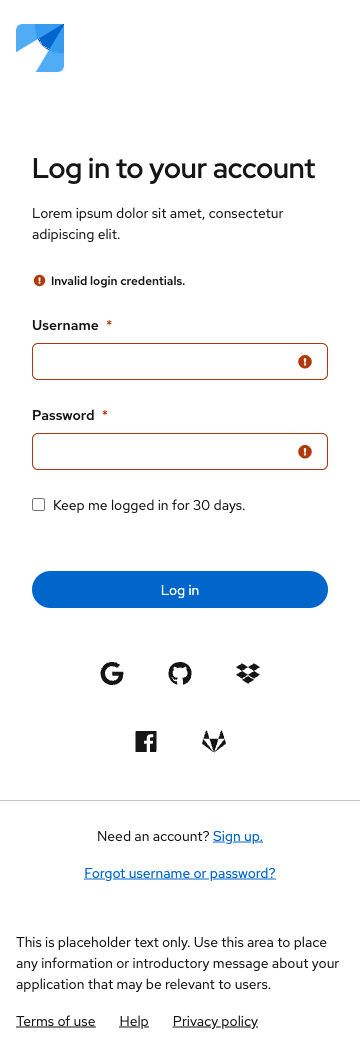 Log in to your account
Lorem ipsum dolor sit amet, consectetur
adipiscing elit.
Invalid login credentials.
Username *
Password *
Keep me logged in for 30 days.
Log in
Need an account? Sign up.
Forgot username or password?
This is placeholder text only. Use this area to place
any information or introductory message about your
application that may be relevant to users.
Terms of use Help Privacy policy